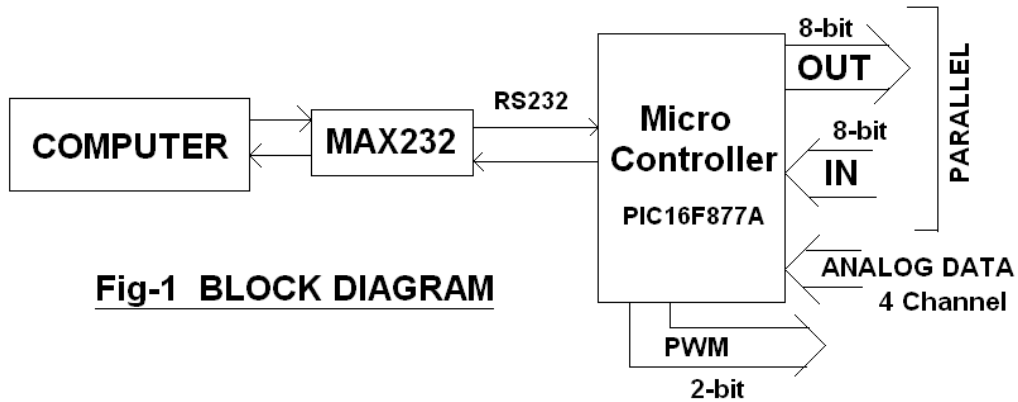 COMPUTER
MAX232
RS232
Micro
Controller
PIC16F877A
8-bit
OUT
8-bit
IN
PARALLEL
ANALOG DATA
4 Channel
PWM
2-bit
Fig-1 BLOCK DIAGRAM